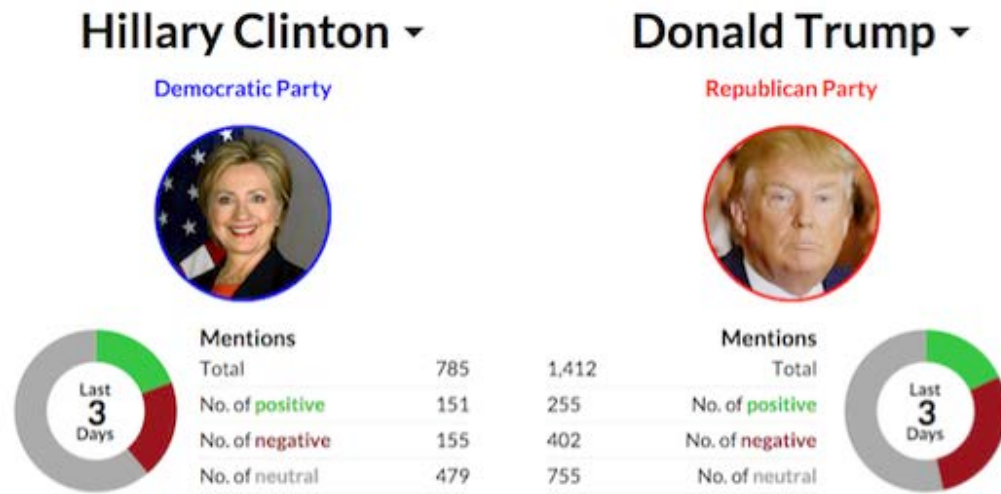 Hillary Clinton
Democratic Party
Last
3
Days
Mentions
Total 785
No. of positive 151
No. of negative 155
No. of neutral 479
Donald Trump
Republican Party
Mentions
1,412 Total
255 No. of positive
402 No. of negative
755 No. of neutral
Last
3
Days